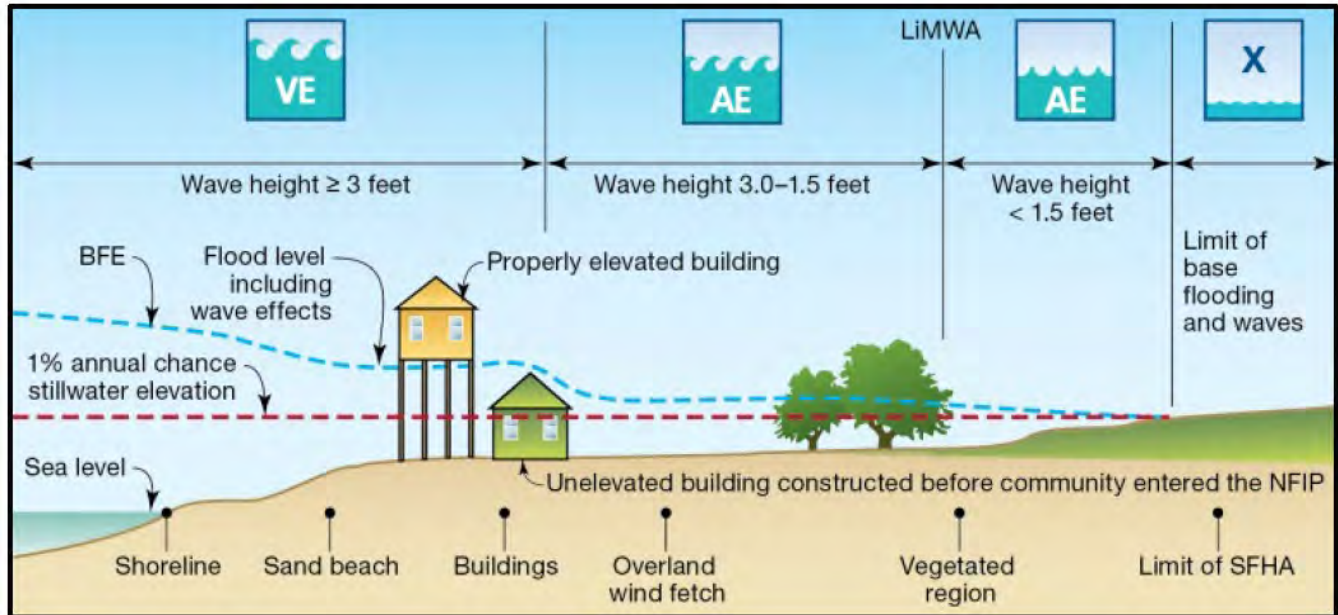 LiMWA
VE
AE
AE
X
Wave height ≥ 3 feet
Wave height 3.0–1.5 feet
Wave height
< 1.5 feet
BFE
Flood level
including
wave effects
Properly elevated building
Limit of
base
flooding
and waves
1% annual chance
stillwater elevation
Sea level
Unelevated building constructed before community entered the NFIP
Shoreline
Sand beach
Buildings
Overland
wind fetch
Vegetated
region
Limit of SFHA